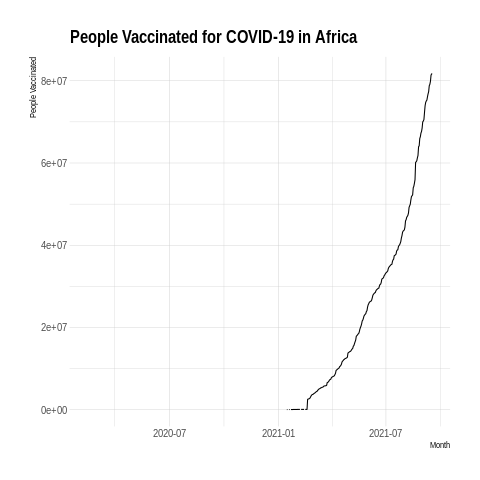 People Vaccinated for COVID-19 in Africa
People Vaccinated
8e+07
6e+07
4e+07
2e+07
0e+00
2020-07 2021-01 2021-07
Month